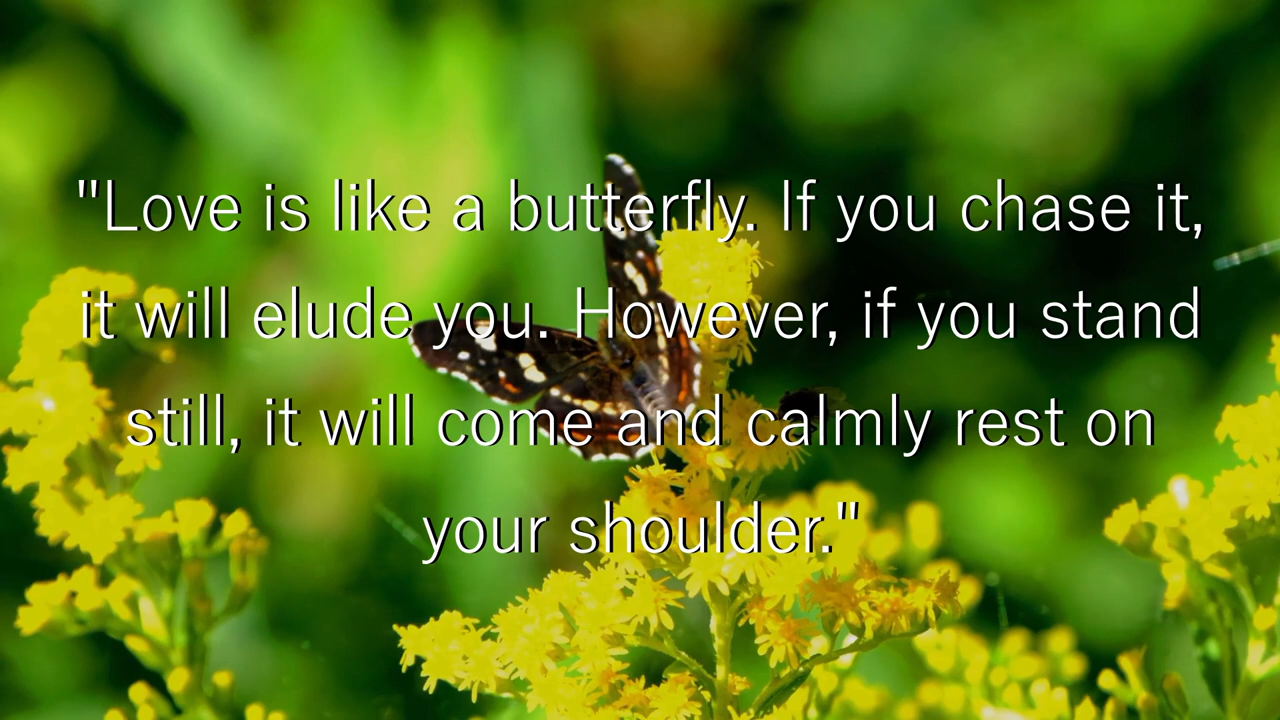 "Love is like a butterfly. If you chase it,
it will elude you. However, if you stand
still, it will come and calmly rest on
your shoulder."